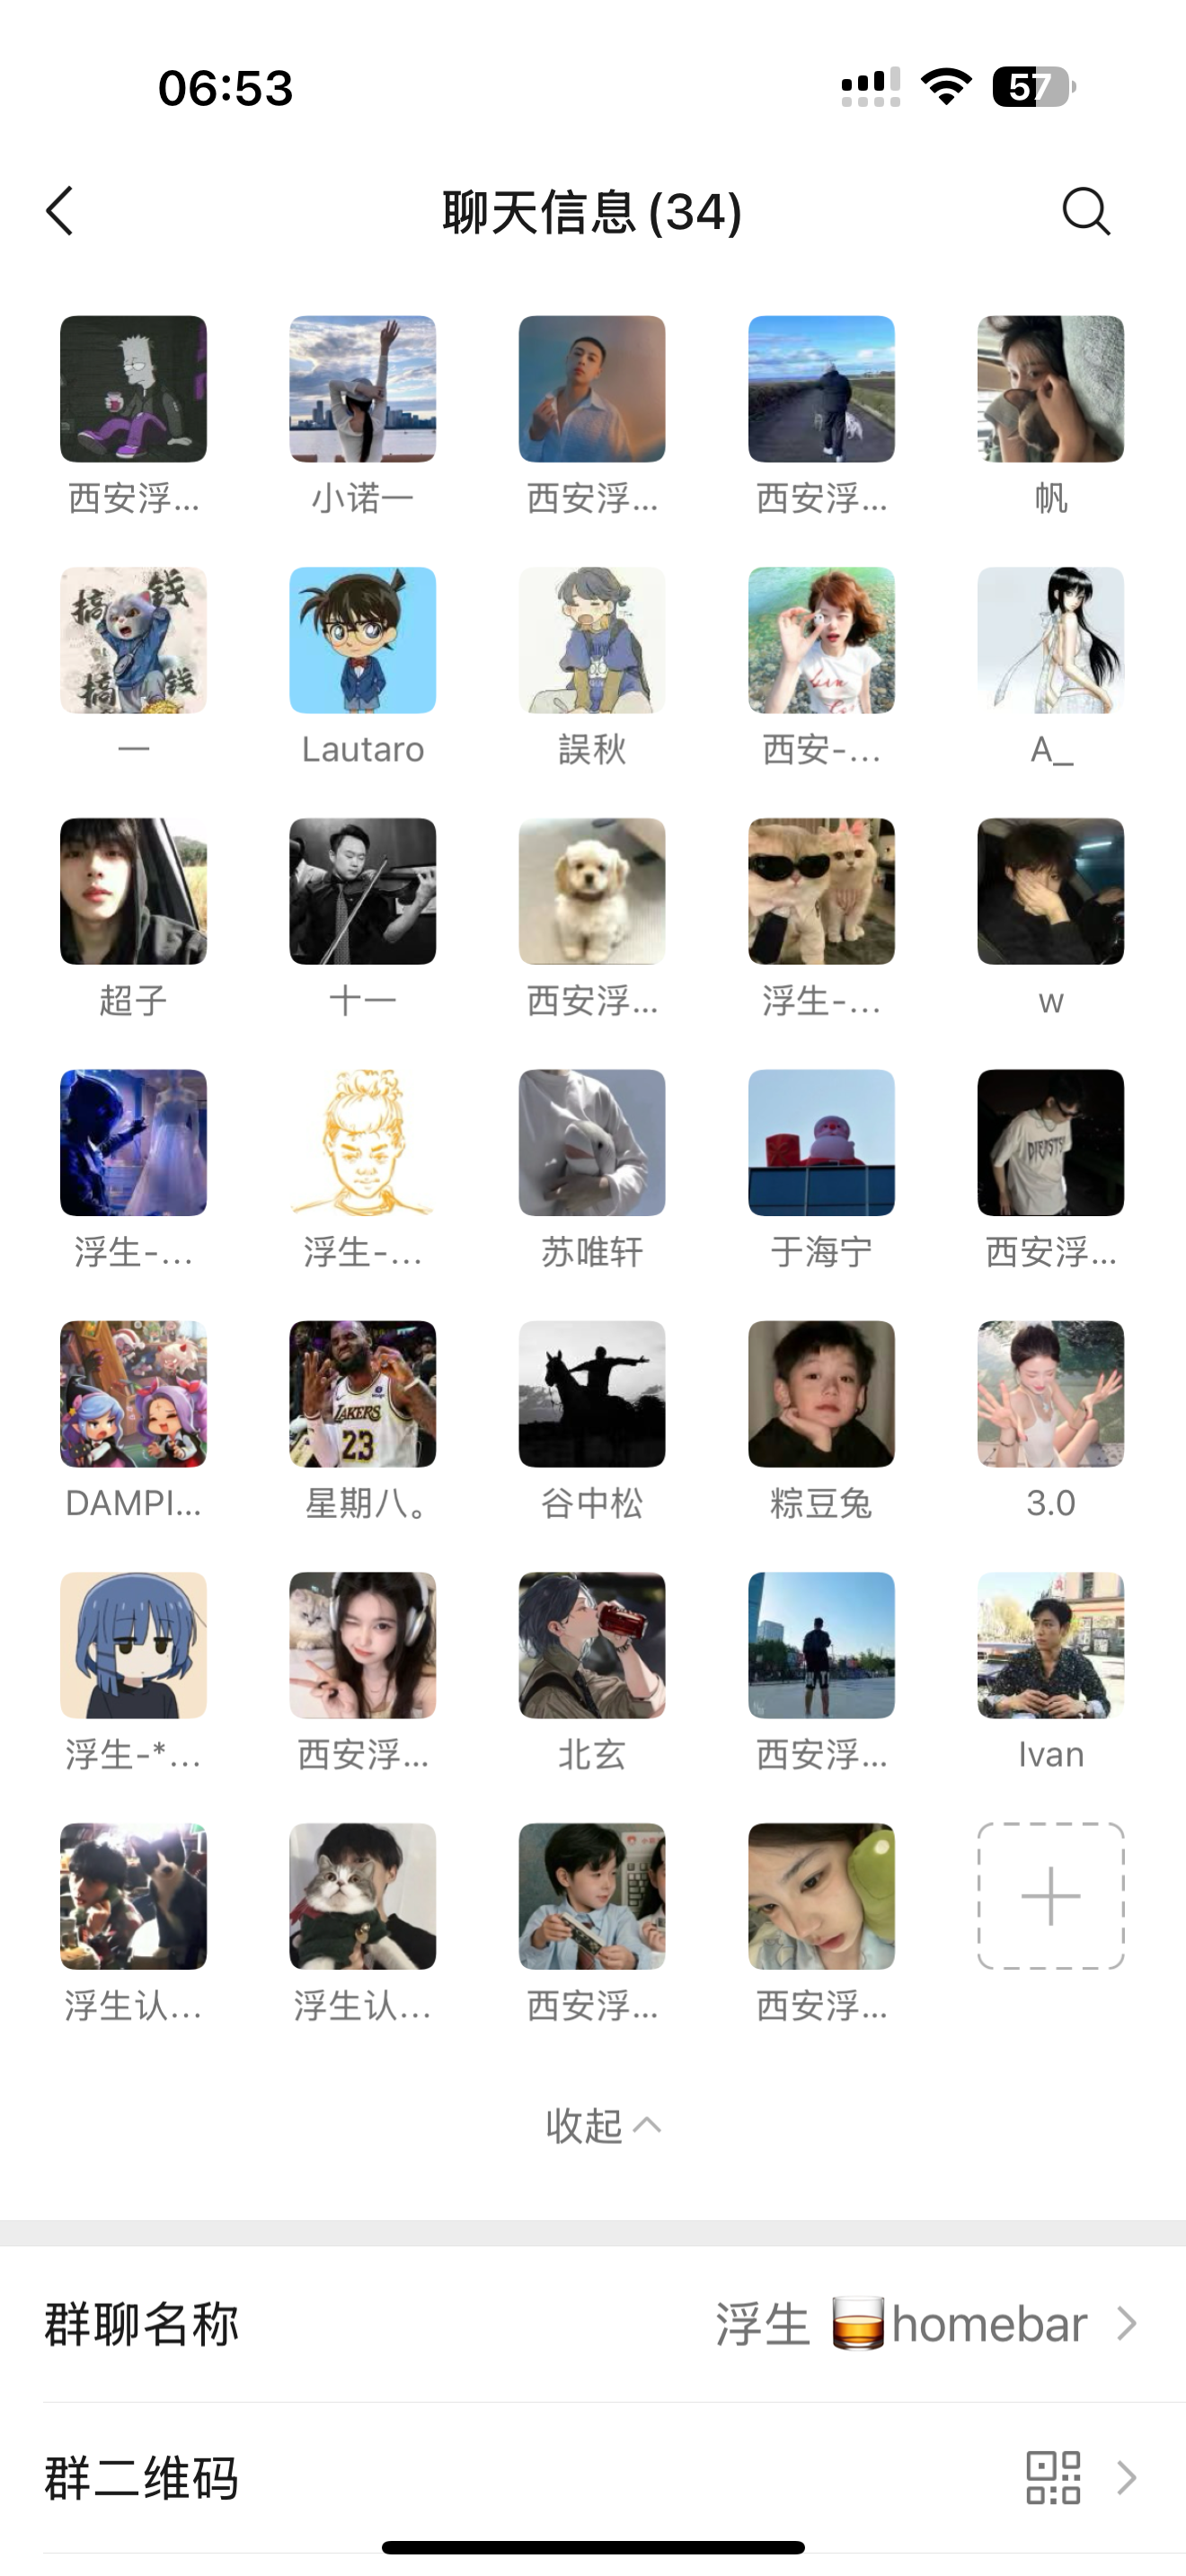 06:53
57
聊天信息(34)
西安浮...
小诺一
西安浮...
西安浮...
帆
搞钱
搞钱
一
Lautaro
誤秋
西安-...
A_
超子
十一
西安浮...
浮生-...
w
浮生-...
浮生-...
苏唯轩
于海宁
西安浮...
LAKERS
23
DAMPI...
星期八。
谷中松
粽豆兔
3.0
浮生-*...
西安浮...
北玄
西安浮...
Ivan
浮生认...
浮生认...
西安浮...
西安浮...
收起
群聊名称
浮生 🥃homebar
群二维码